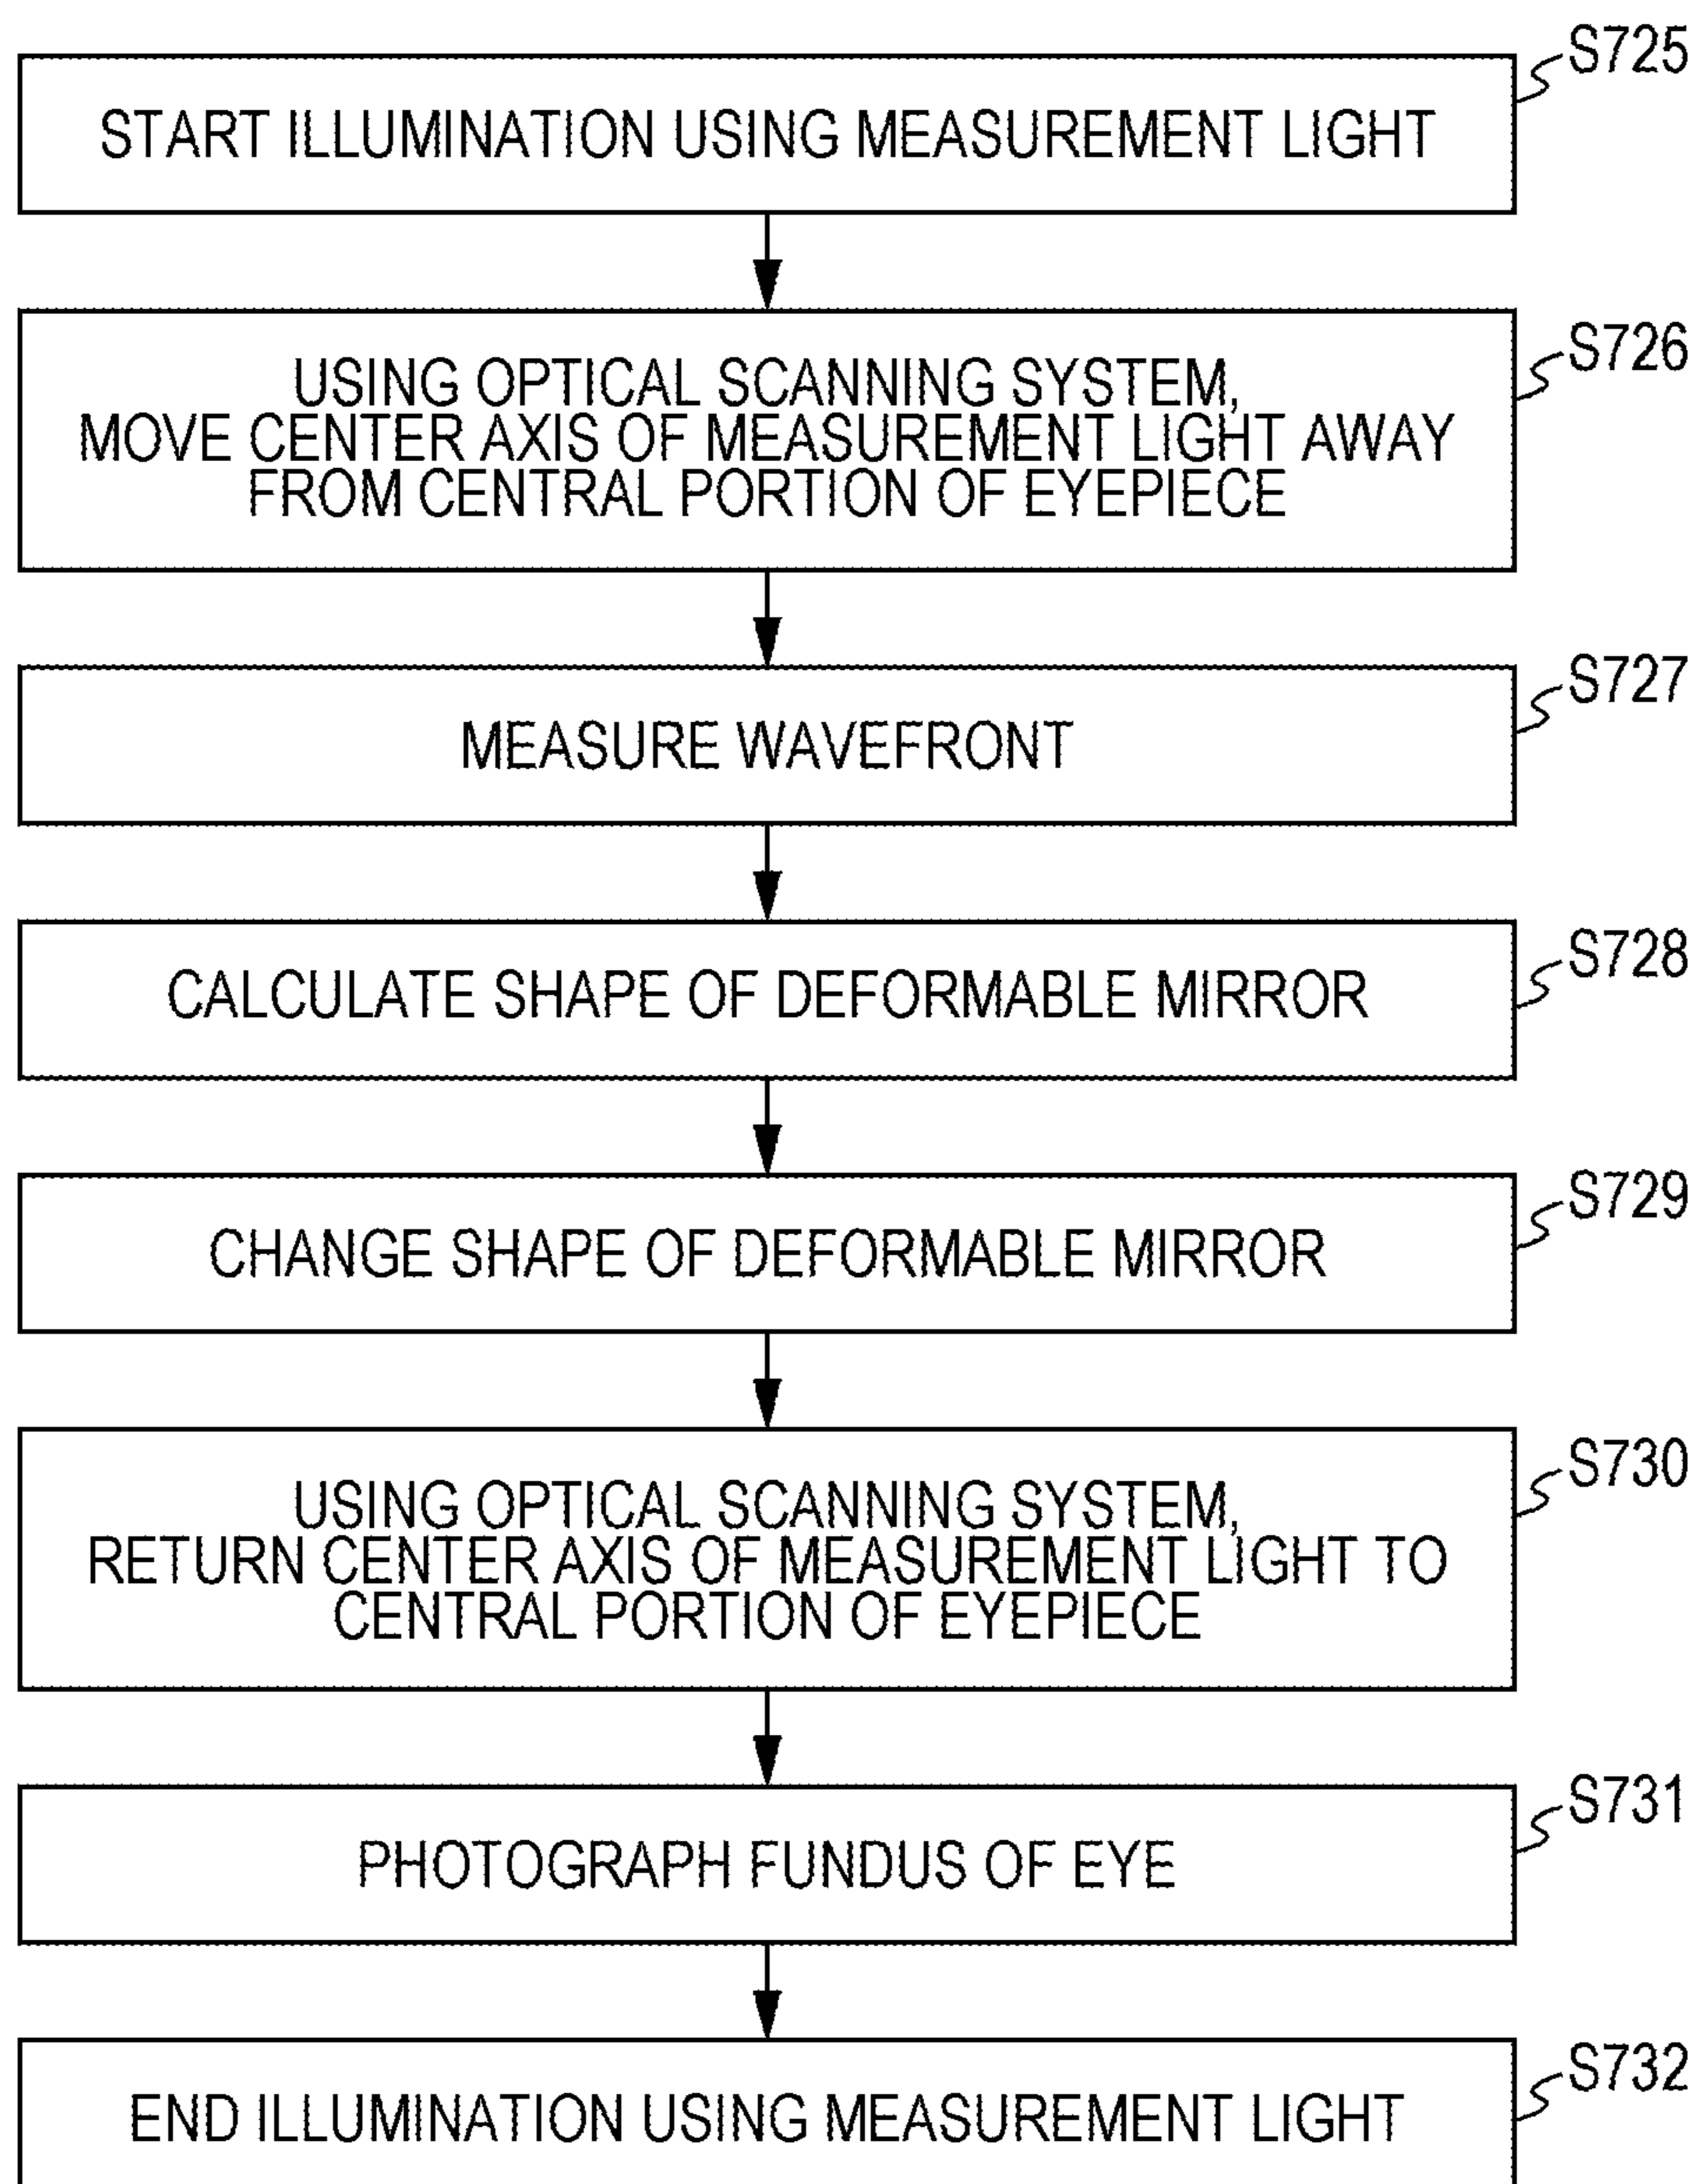 S725
START ILLUMINATION USING MEASUREMENT LIGHT
S726
USING OPTICAL SCANNING SYSTEM,
MOVE CENTER AXIS OF MEASUREMENT LIGHT AWAY
FROM CENTRAL PORTION OF EYEPIECE
S727
MEASURE WAVEFRONT
S728
CALCULATE SHAPE OF DEFORMABLE MIRROR
S729
CHANGE SHAPE OF DEFORMABLE MIRROR
S730
USING OPTICAL SCANNING SYSTEM,
RETURN CENTER AXIS OF MEASUREMENT LIGHT TO
CENTRAL PORTION OF EYEPIECE
S731
PHOTOGRAPH FUNDUS OF EYE
S732
END ILLUMINATION USING MEASUREMENT LIGHT